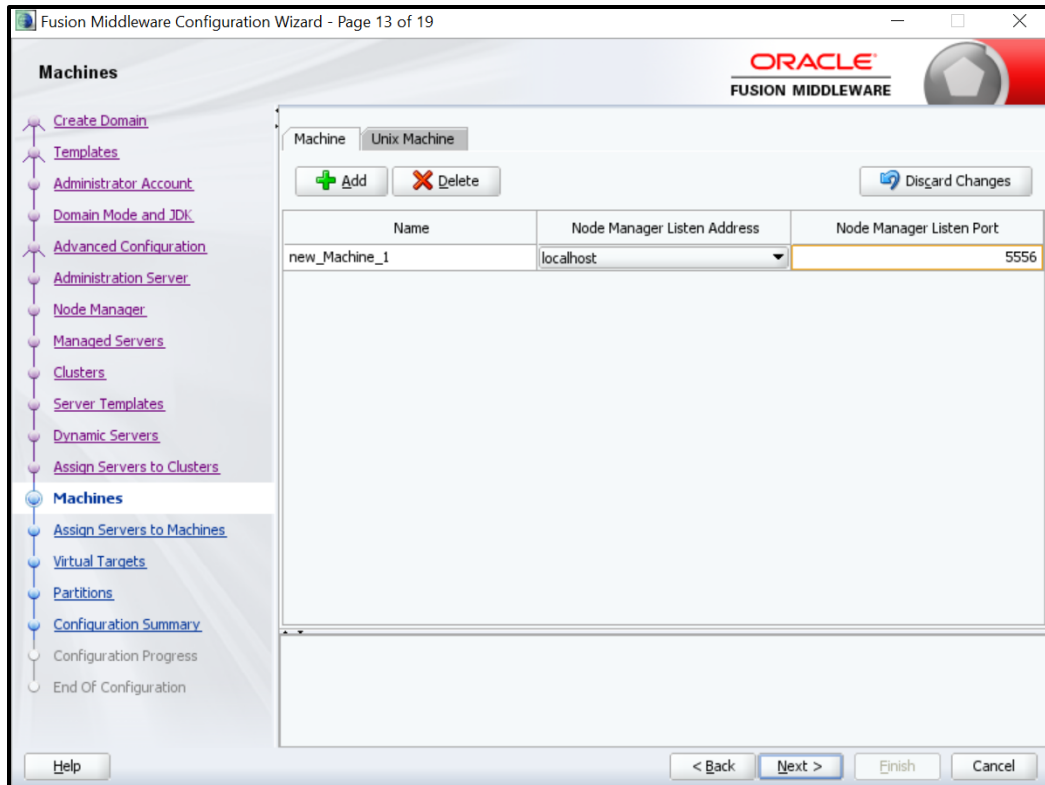 Fusion Middleware Configuration Wizard - Page 13 of 19
Machines
ORACLE
FUSION MIDDLEWARE
Create Domain
Templates
Administrator Account
Domain Mode and JDK
Advanced Configuration
Administration Server
Node Manager
Managed Servers
Clusters
Server Templates
Dynamic Servers
Assign Servers to Clusters
Machines
Assign Servers to Machines
Virtual Targets
Partitions
Configuration Summary
Configuration Progress
End Of Configuration
Machine Unix Machine
Add Delete Discard Changes
Name Node Manager Listen Address Node Manager Listen Port
new_Machine_1 localhost 5556
Help < Back Next > Finish Cancel